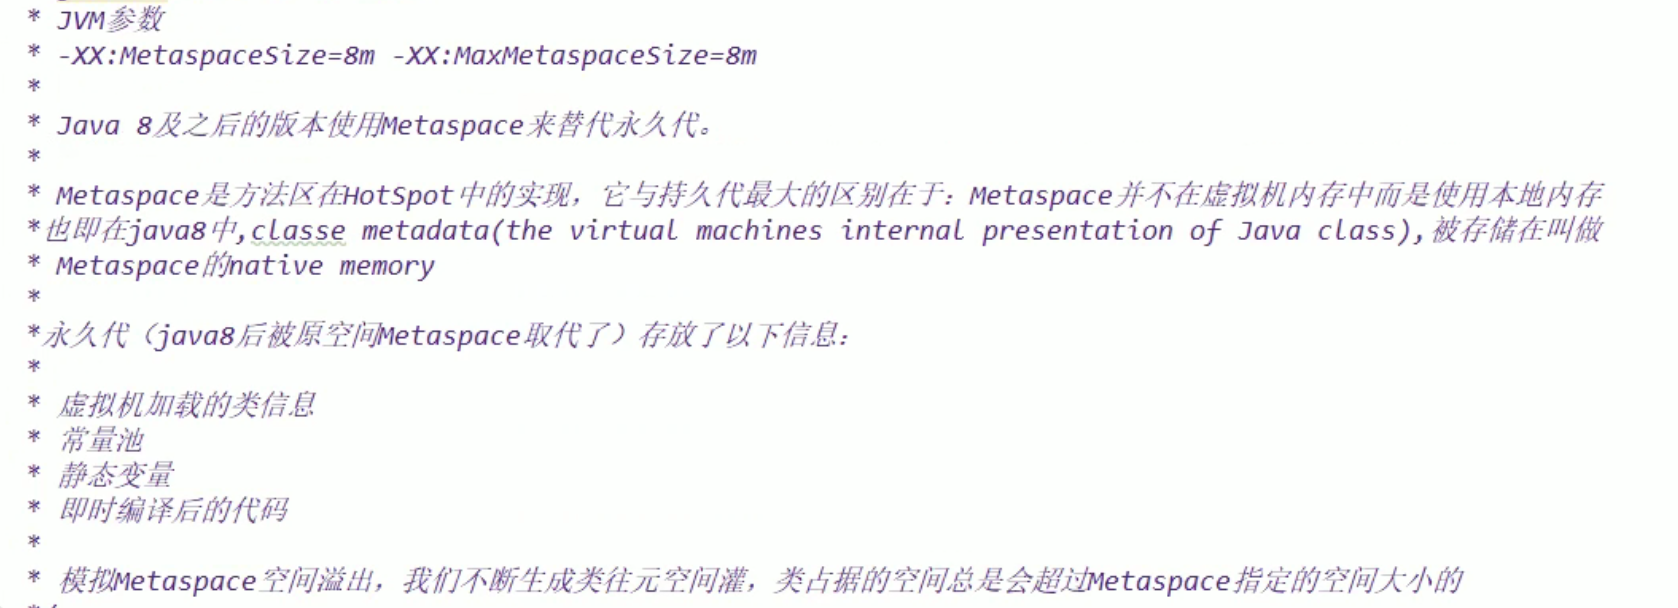 * JVM参数
* -XX:MetaspaceSize=8m -XX:MaxMetaspaceSize=8m
*
* Java 8及之后的版本使用Metaspace来替代永久代。
*
* Metaspace是方法区在HotSpot中的实现，它与持久代最大的区别在于：Metaspace并不在虚拟机内存中而是使用本地内存
*也即在java8中,classe metadata(the virtual machines internal presentation of Java class),被存储在叫做
* Metaspace的native memory
*
*永久代（java8后被原空间Metaspace取代了）存放了以下信息：
*
* 虚拟机加载的类信息
* 常量池
* 静态变量
* 即时编译后的代码
*
* 模拟Metaspace空间溢出，我们不断生成类往元空间灌，类占据的空间总是会超过Metaspace指定的空间大小的